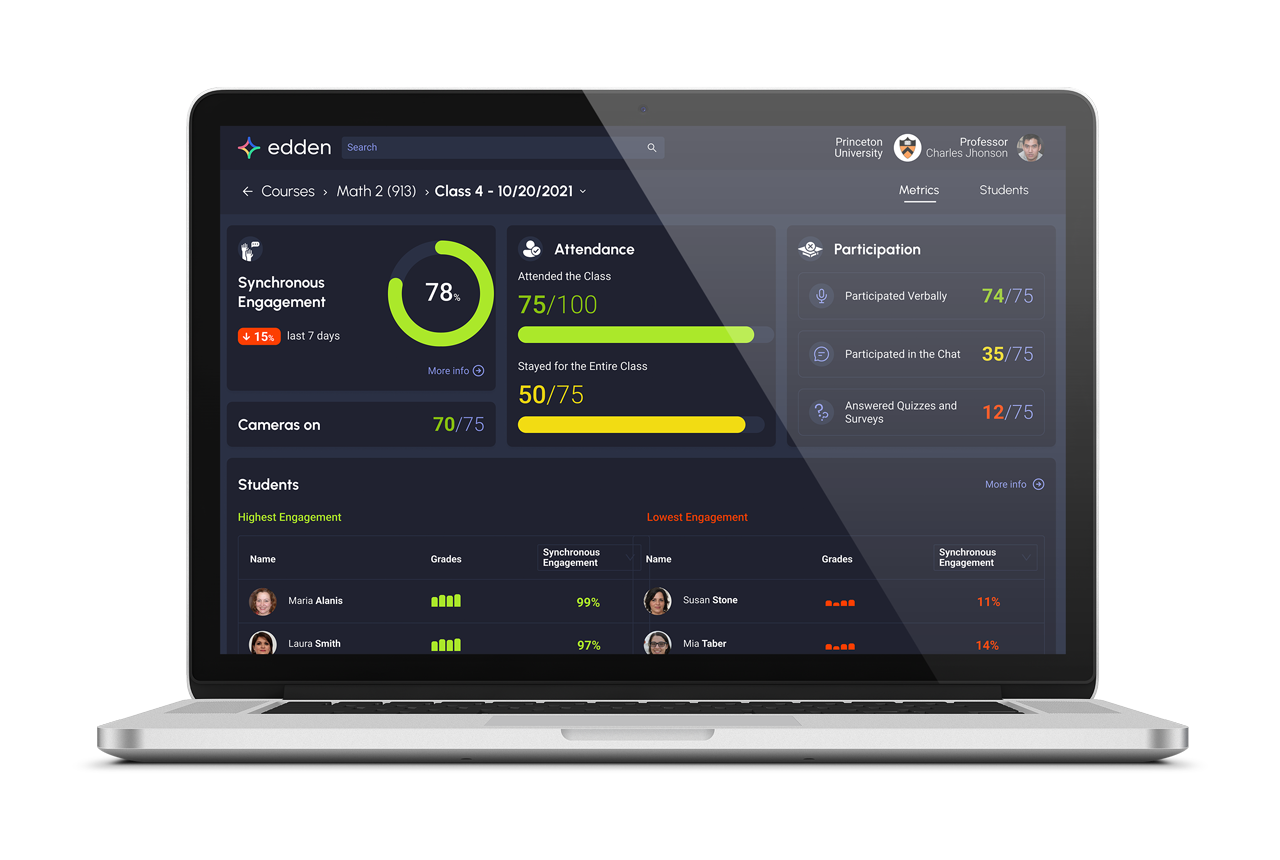 edden
Search
Princeton
University
Professor
Charles Jhonson
Courses › Math 2 (913) › Class 4 - 10/20/2021
Metrics
Students
Synchronous
Engagement
78%
15%
last 7 days
More info
Cameras on
70/75
Attendance
Attended the Class
75/100
Stayed for the Entire Class
50/75
Participation
Participated Verbally
74/75
Participated in the Chat
35/75
Answered Quizzes and
Surveys
12/75
Students
More info
Highest Engagement
Name Grades Synchronous
Engagement
Maria Alanis 99%
Laura Smith 97%
Lowest Engagement
Name Grades Synchronous
Engagement
Susan Stone 11%
Mia Taber 14%